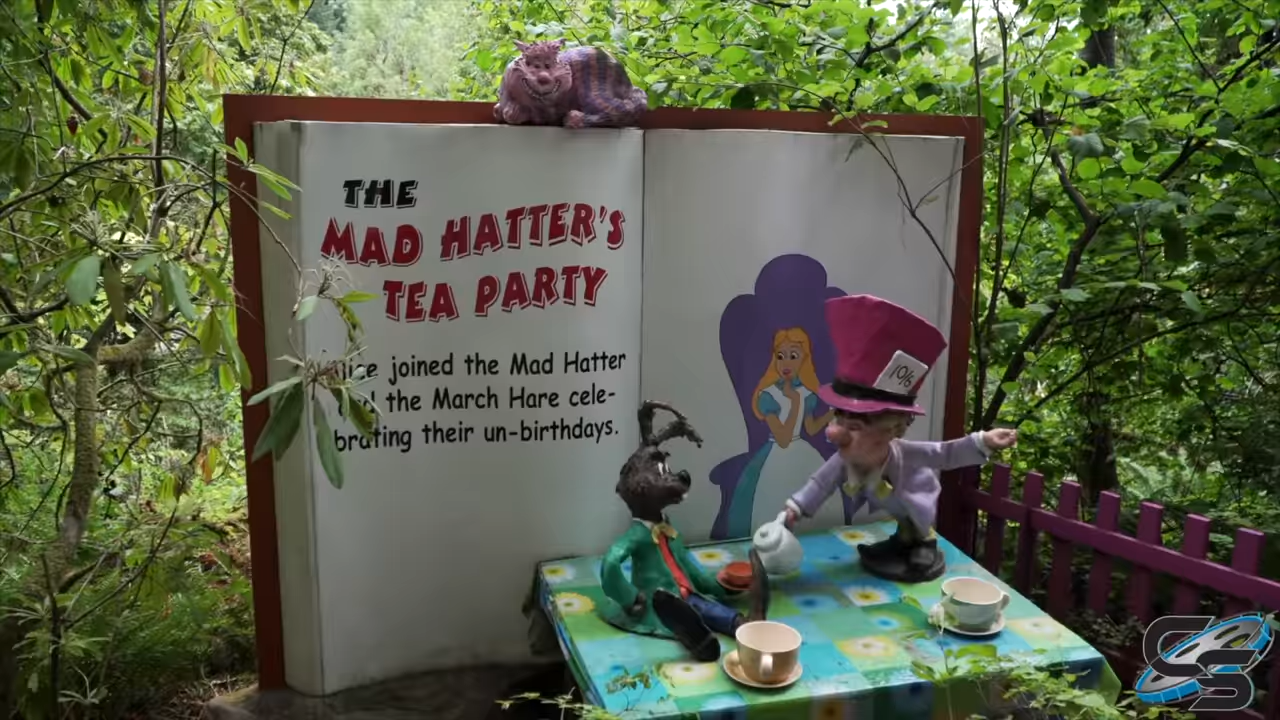 THE
MAD HATTER'S
TEA PARTY
joined the Mad Hatter
the March Hare cele-
brating their un-birthdays.
10/6